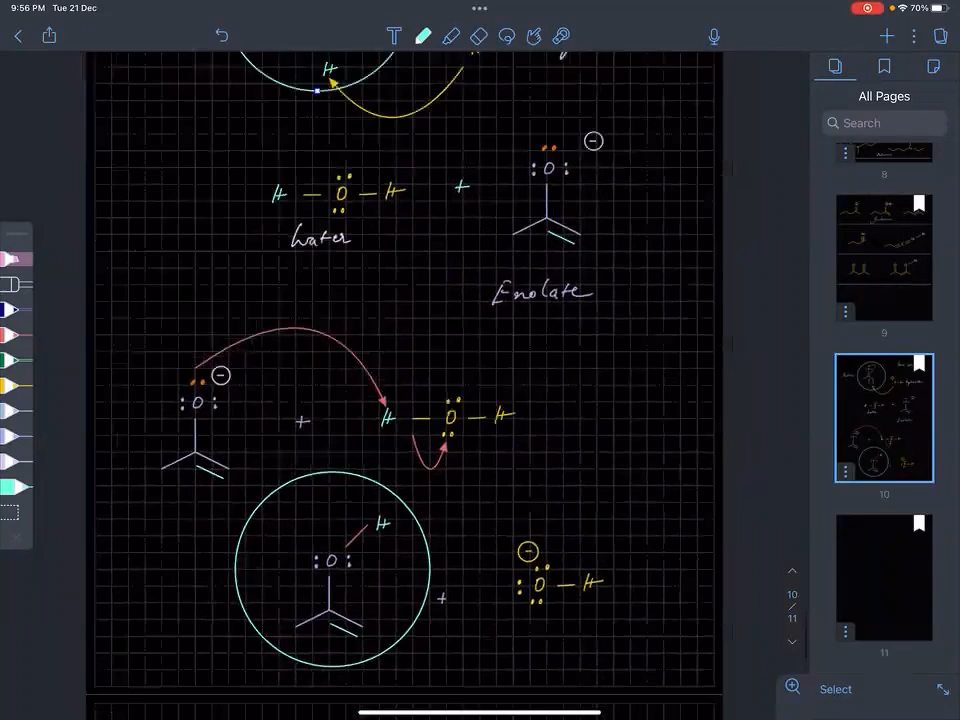 9:56 PM Tue 21 Dec
70%
All Pages
Search
8
9
10
11
10
/
11
Select
H
H — O — H + O
Water
Enolate
O + H — O — H
H
O + O — H